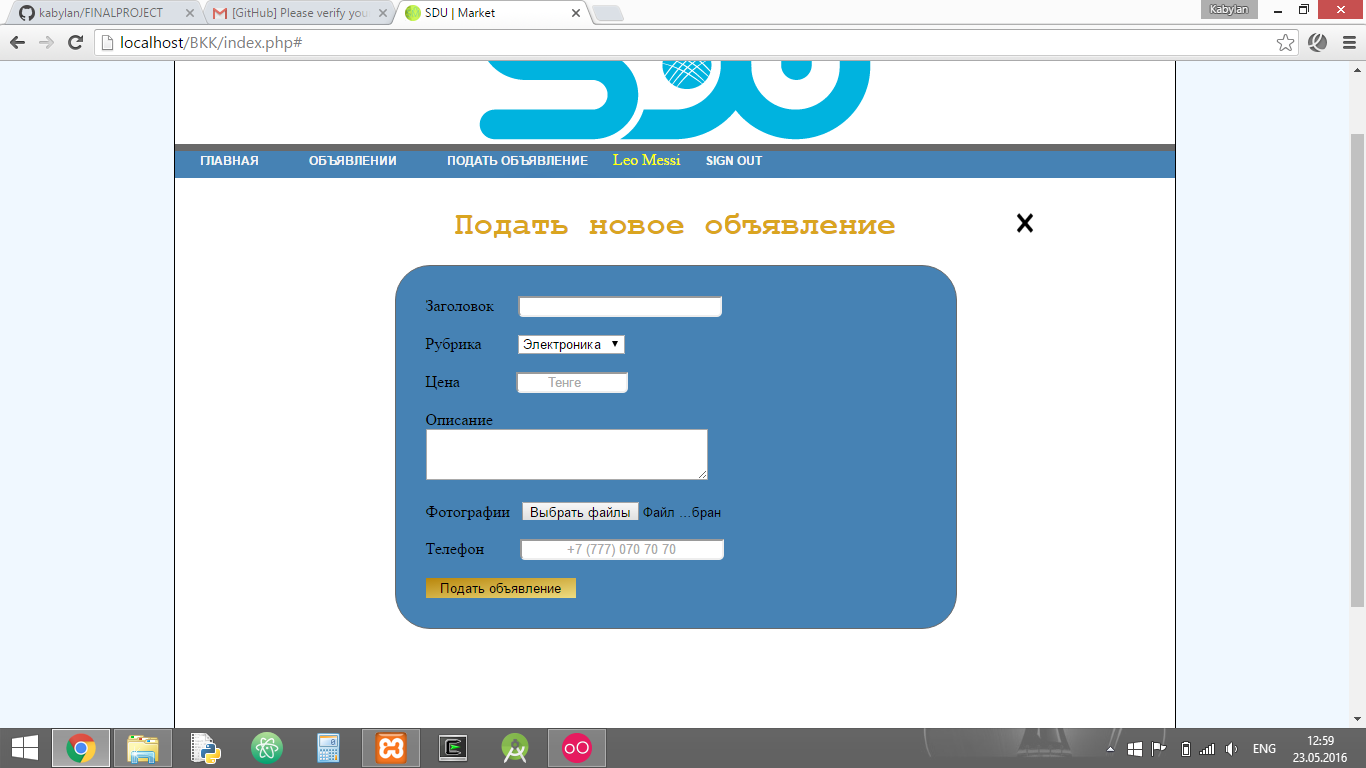 kabylan/FINALPROJECT
[GitHub] Please verify you
SDU | Market
Kabylan
localhost/BKK/index.php#
SDU
ГЛАВНАЯ ОБЪЯВЛЕНИИ ПОДАТЬ ОБЪЯВЛЕНИЕ Leo Messi SIGN OUT
Подать новое объявление
Заголовок
Рубрика Электроника
Цена Тенге
Описание
Фотографии Выбрать файлы Файл ...бран
Телефон +7 (777) 070 70 70
Подать объявление
ENG
12:59
23.05.2016